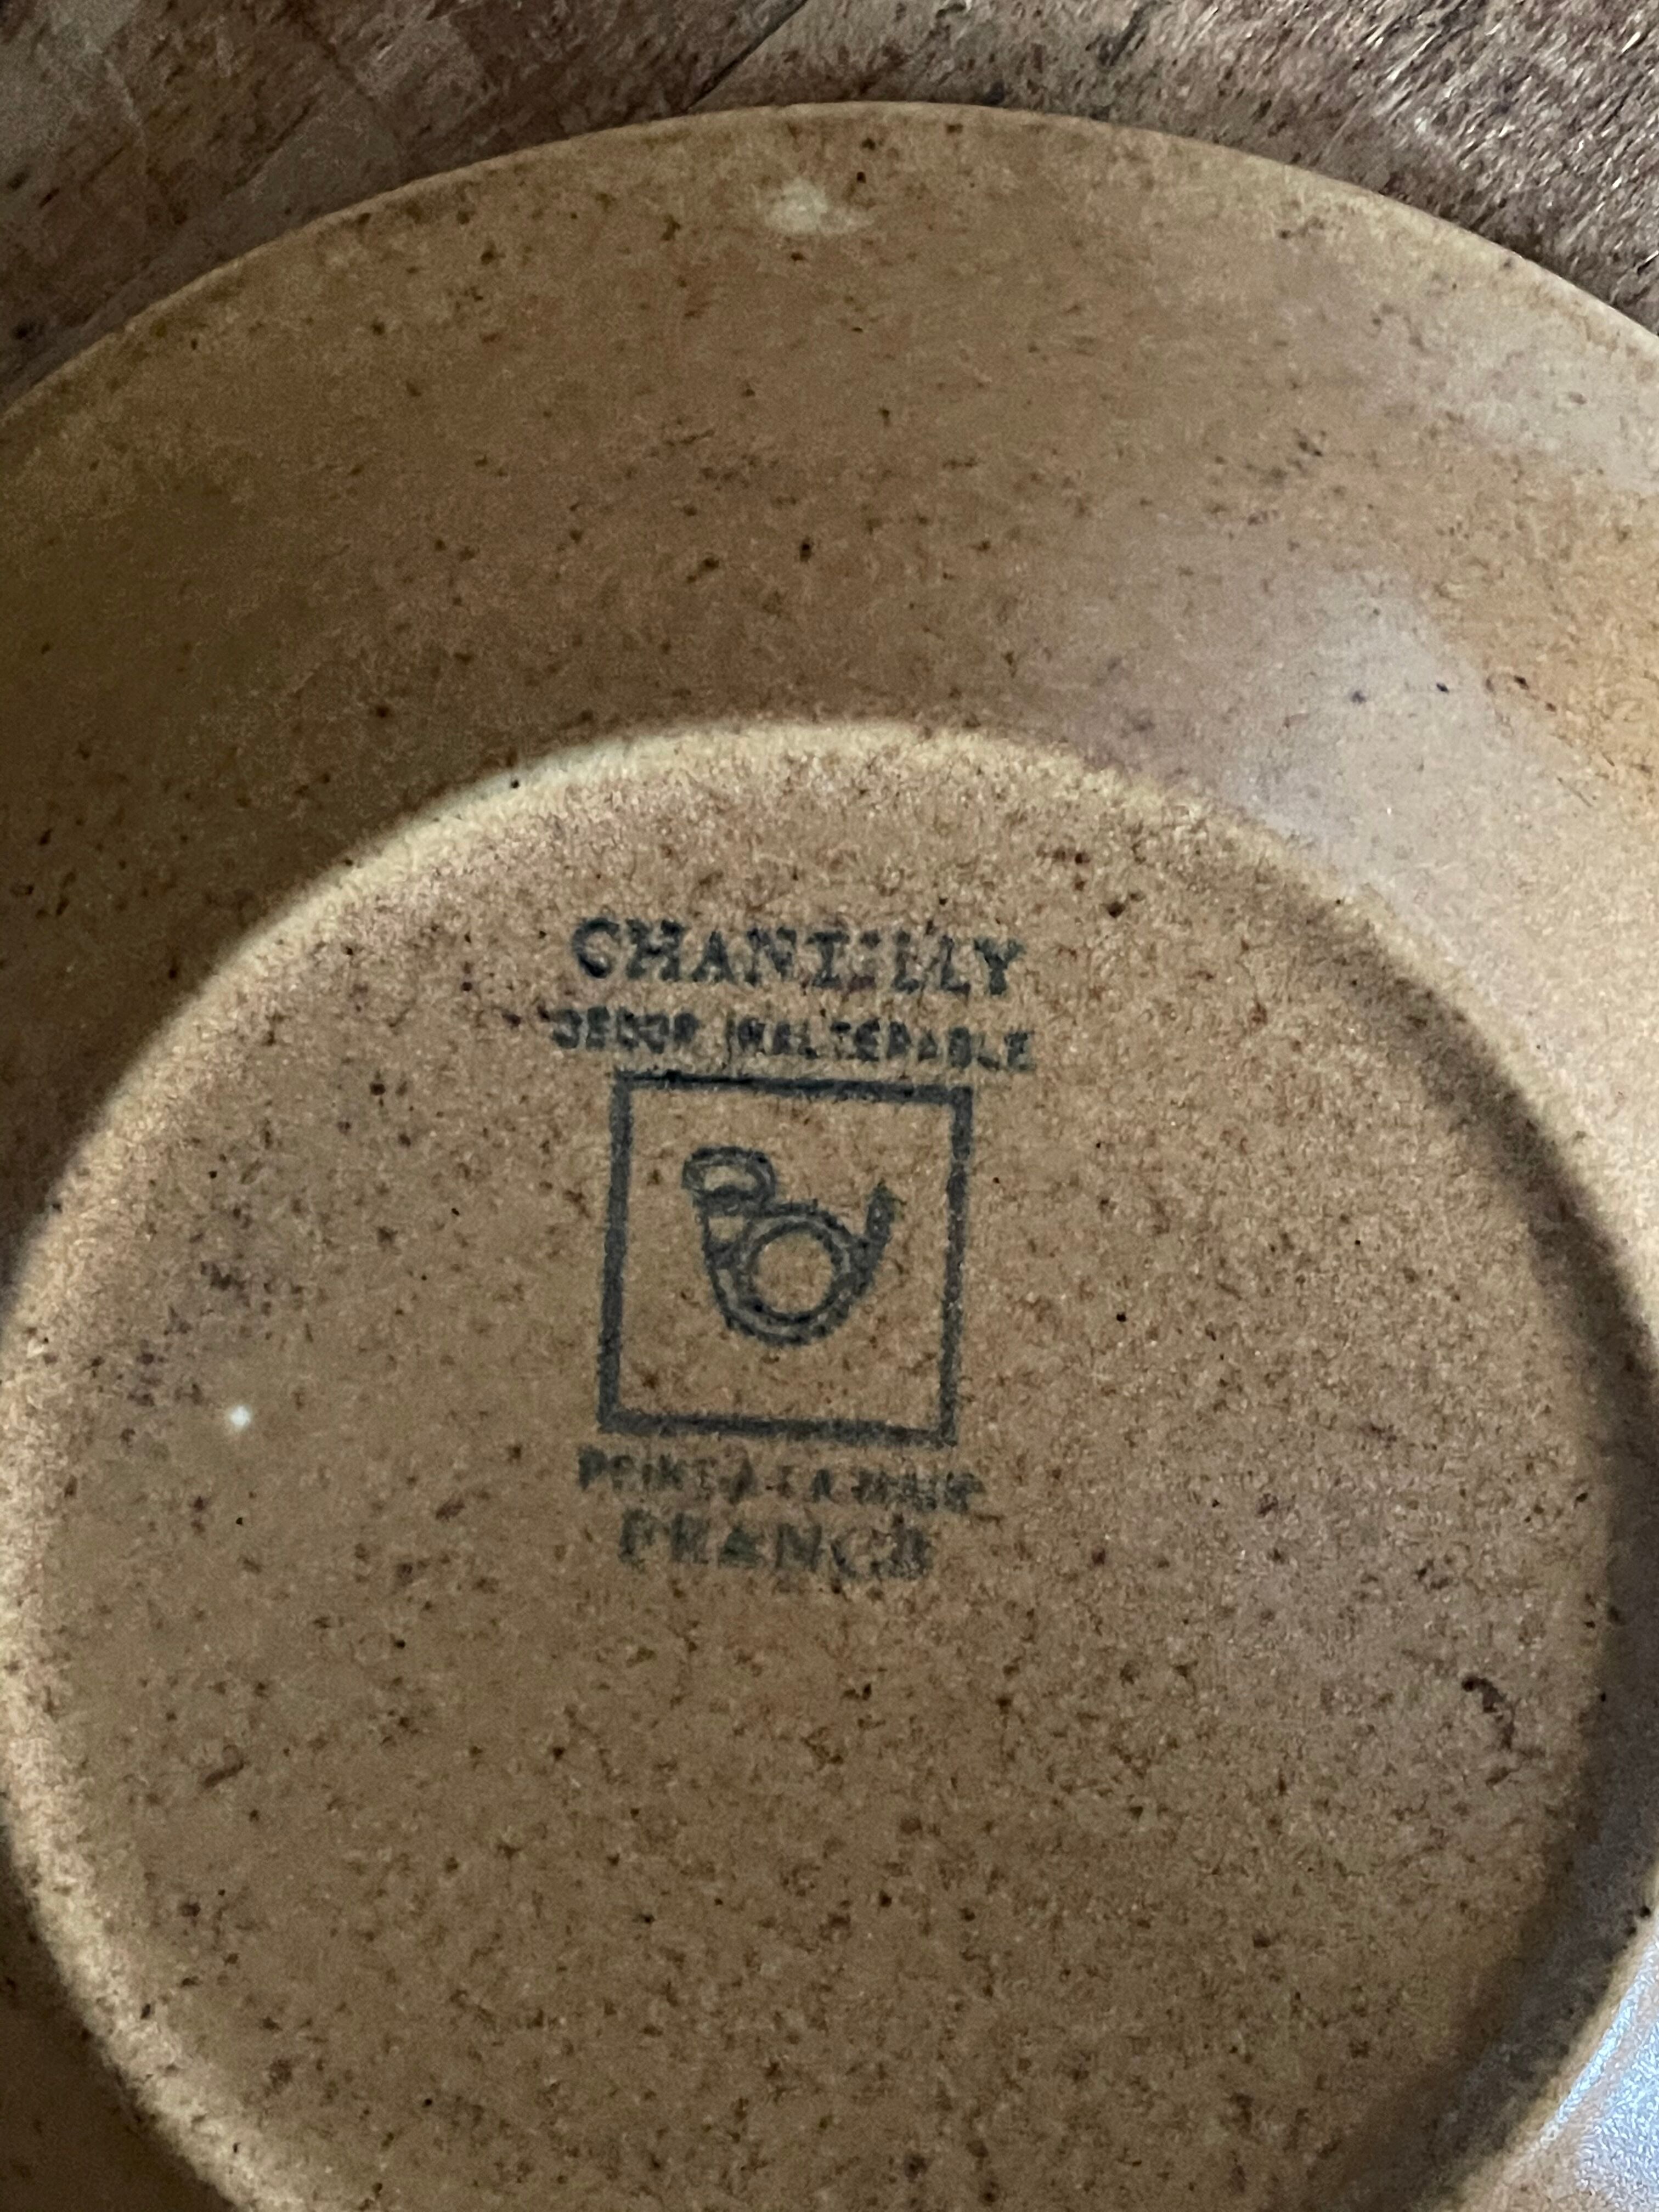 CHANTILLY
DECOR INALTERABLE
PEINT A LA MAIN
FRANCE